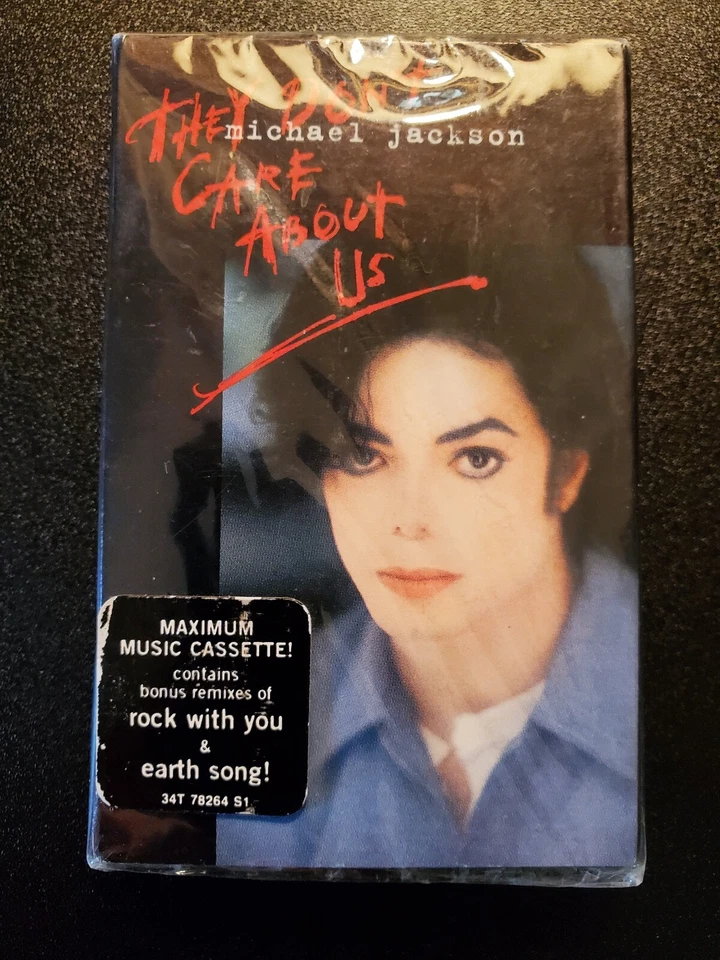 THEY DON'T
michael jackson
CARE
ABOUT
US
MAXIMUM
MUSIC CASSETTE!
contains
bonus remixes of
rock with you
&
earth song!
34T 78264 S1